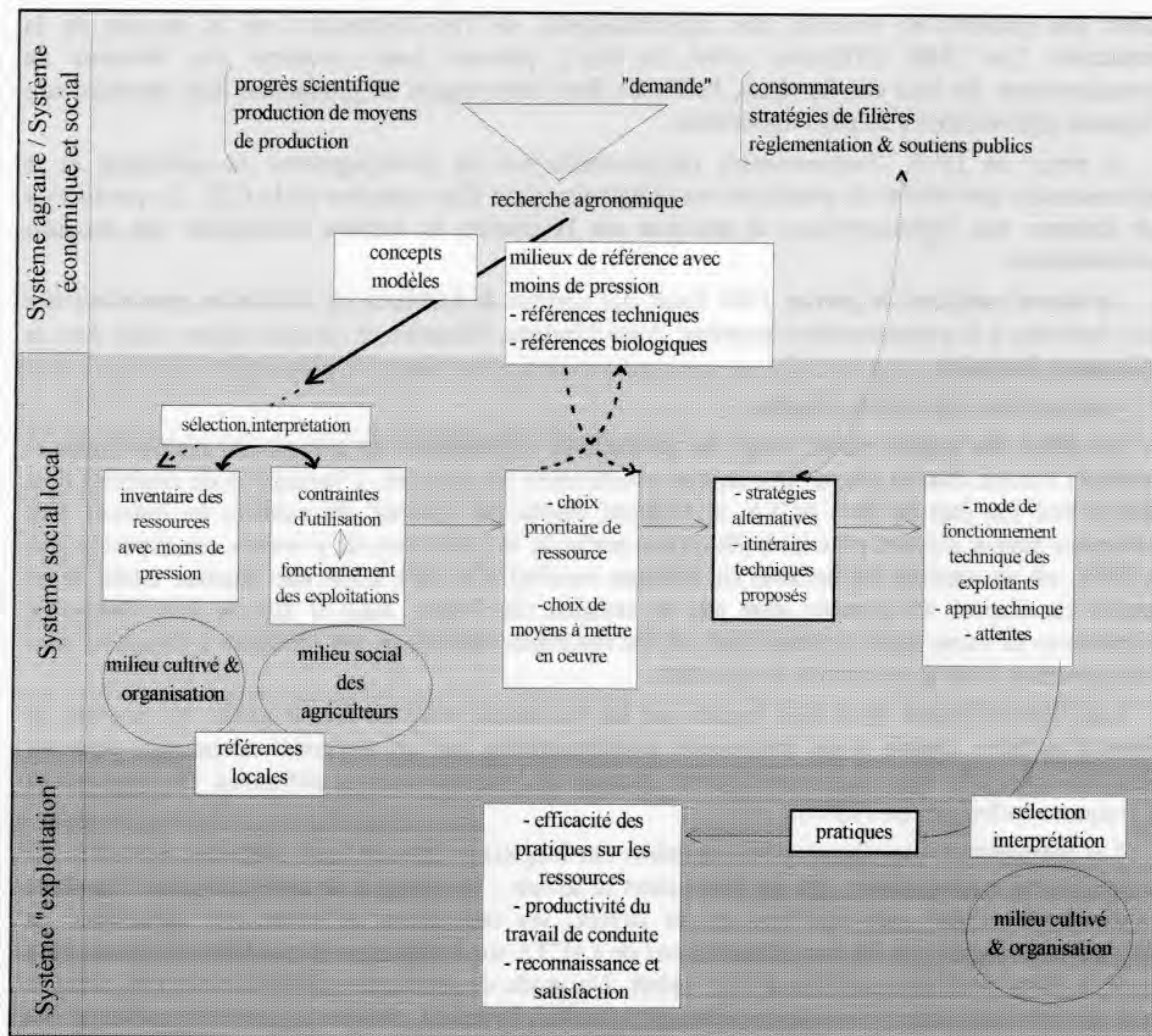 Système agraire / Système
économique et social
progrès scientifique
production de moyens
de production
"demande"
consommateurs
stratégies de filières
règlementation & soutiens publics
recherche agronomique
concepts
modèles
milieux de référence avec
moins de pression
- références techniques
- références biologiques
Système social local
sélection,interprétation
inventaire des
ressources
avec moins de
pression
contraintes
d'utilisation
fonctionnement
des exploitations
- choix
prioritaire de
ressource
-choix de
moyens à mettre
en oeuvre
- stratégies
alternatives
- itinéraires
techniques
proposés
- mode de
fonctionnement
technique des
exploitants
- appui technique
- attentes
milieu cultivé &
organisation
milieu social
des
agriculteurs
références
locales
Système "exploitation"
- efficacité des
pratiques sur les
ressources
- productivité du
travail de conduite
- reconnaissance et
satisfaction
pratiques
sélection
interprétation
milieu cultivé
& organisation